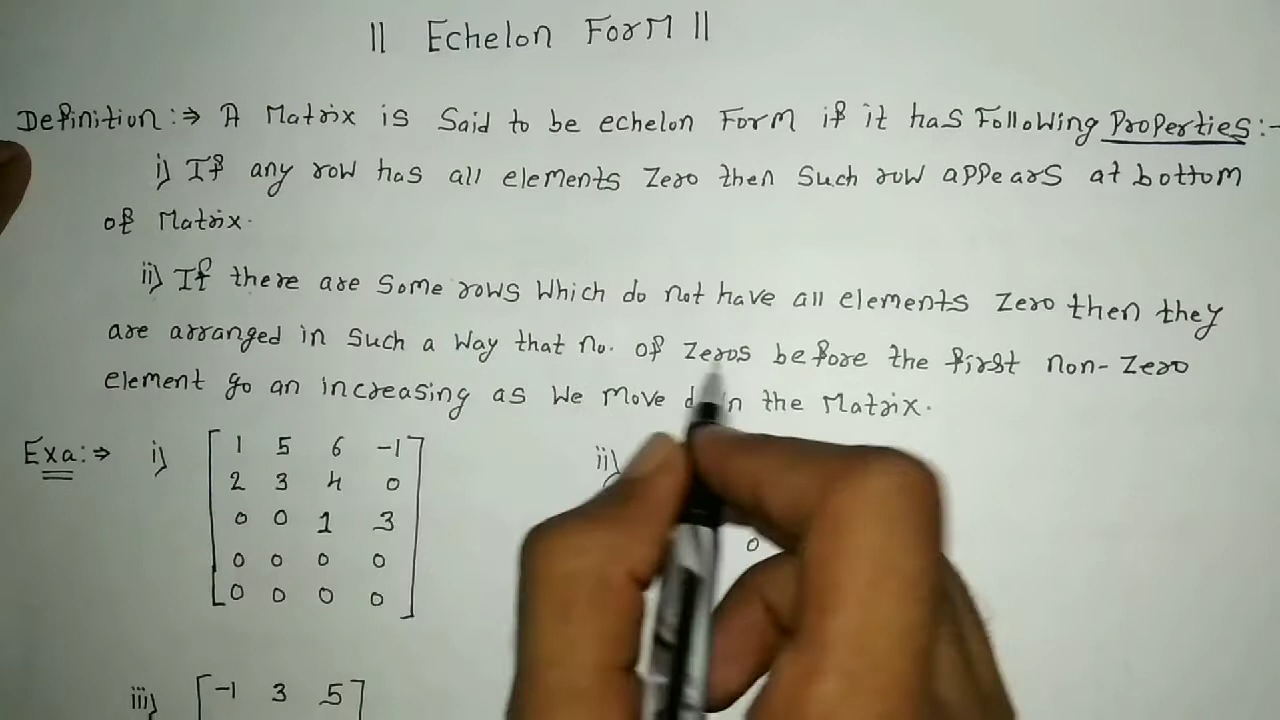 || Echelon Form ||
Definition :⇒ A Matrix is Said to be echelon Form if it has Following Properties :-
i) If any row has all elements Zero then Such row appears at bottom
of Matrix.
ii) If there are Some rows Which do not have all elements Zero then they
are arranged in Such a Way that no. of Zeros before the first non-Zero
element go an increasing as We Move in the Matrix.
Exa :⇒ i) 1 5 6 -1 ii)
2 3 4 0
0 0 1 3 0
0 0 0 0
0 0 0 0
iii) -1 3 5